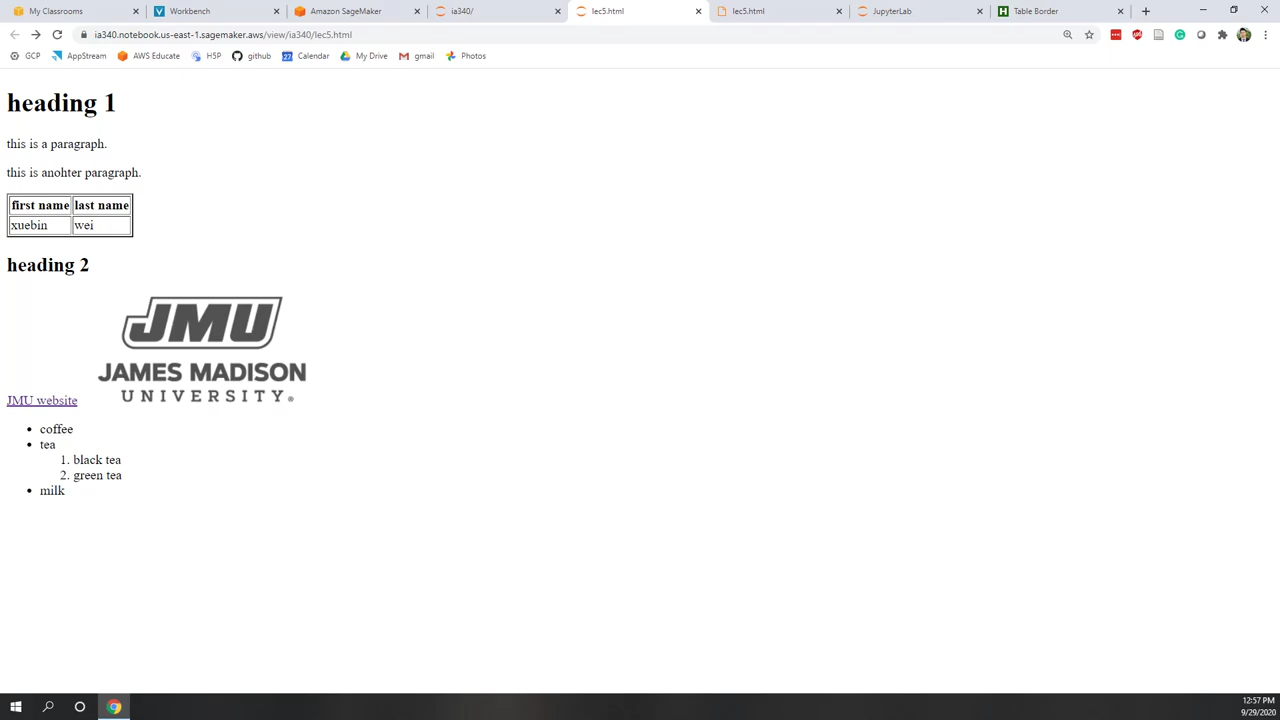 My Classrooms
Workbench
Amazon SageMaker
ia340/
lec5.html
lec5.html
JupyterLab
Table Border
ia340.notebook.us-east-1.sagemaker.aws/view/ia340/lec5.html
GCP
AppStream
AWS Educate
H5P
github
27
Calendar
My Drive
gmail
Photos
heading 1
this is a paragraph.
this is anohter paragraph.
first name last name
xuebin wei
heading 2
JMU
JAMES MADISON
UNIVERSITY®
JMU website
• coffee
• tea
1. black tea
2. green tea
• milk
12:57 PM
9/29/2020